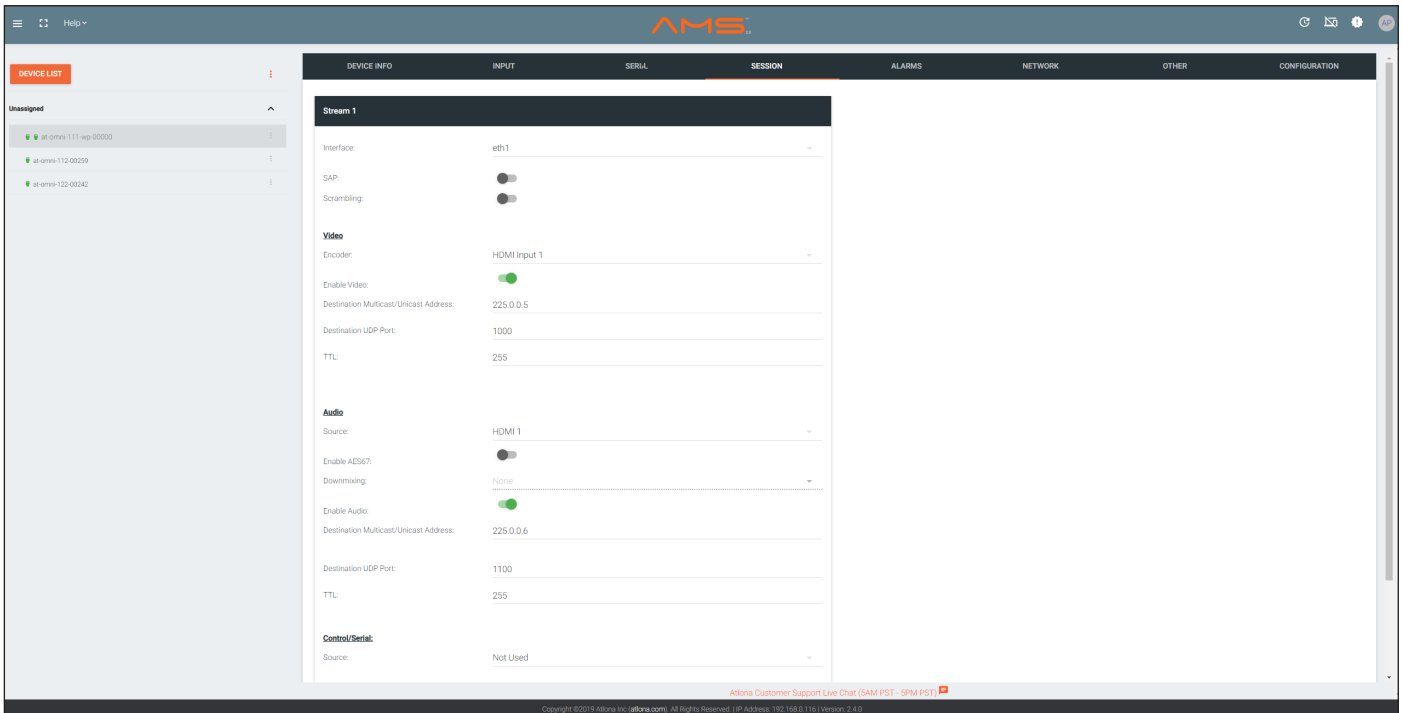 Help
AMS
AP
DEVICE LIST
Unassigned
at-omni-111-wp-00000
at-omni-112-00259
at-omni-122-00242
DEVICE INFO INPUT SERIAL SESSION ALARMS NETWORK OTHER CONFIGURATION
Stream 1
Interface: eth1
SAP:
Scrambling:
Video
Encoder: HDMI Input 1
Enable Video:
Destination Multicast/Unicast Address: 225.0.0.5
Destination UDP Port: 1000
TTL: 255
Audio
Source: HDMI 1
Enable AES67:
Downmixing: None
Enable Audio:
Destination Multicast/Unicast Address: 225.0.0.6
Destination UDP Port: 1100
TTL: 255
Control/Serial:
Source: Not Used
Atlona Customer Support Live Chat (5AM PST - 5PM PST)
Copyright ©2019 Atlona Inc (atlona.com). All Rights Reserved. | IP Address: 192.168.0.116 | Version: 2.4.0